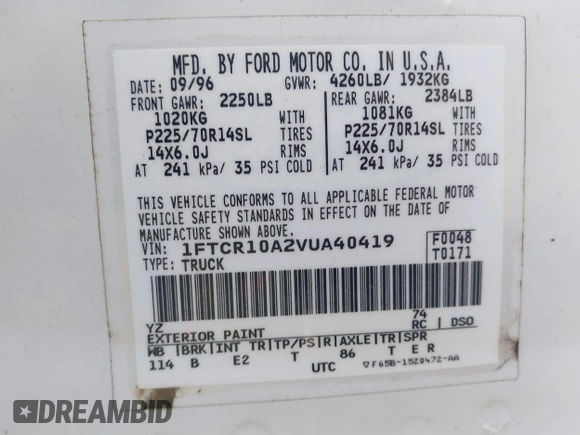 MFD. BY FORD MOTOR CO. IN U.S.A.
DATE: 09/96 GVWR: 4260LB/ 1932KG
FRONT GAWR: 2250LB REAR GAWR: 2384LB
1020KG WITH 1081KG WITH
P225/70R14SL TIRES P225/70R14SL TIRES
14X6.0J RIMS 14X6.0J RIMS
AT 241 kPa/ 35 PSI COLD AT 241 kPa/ 35 PSI COLD
THIS VEHICLE CONFORMS TO ALL APPLICABLE FEDERAL MOTOR
VEHICLE SAFETY STANDARDS IN EFFECT ON THE DATE OF
MANUFACTURE SHOWN ABOVE.
VIN: 1FTCR10A2VUA40419 F0048
TYPE: TRUCK T0171
YZ 74
EXTERIOR PAINT RC DSO
WB BRK INT TR TP/PS R AXLE TR SPR
114 B E2 T 86 T E R
UTC ▽F65B-1520472-AA
DREAMBID